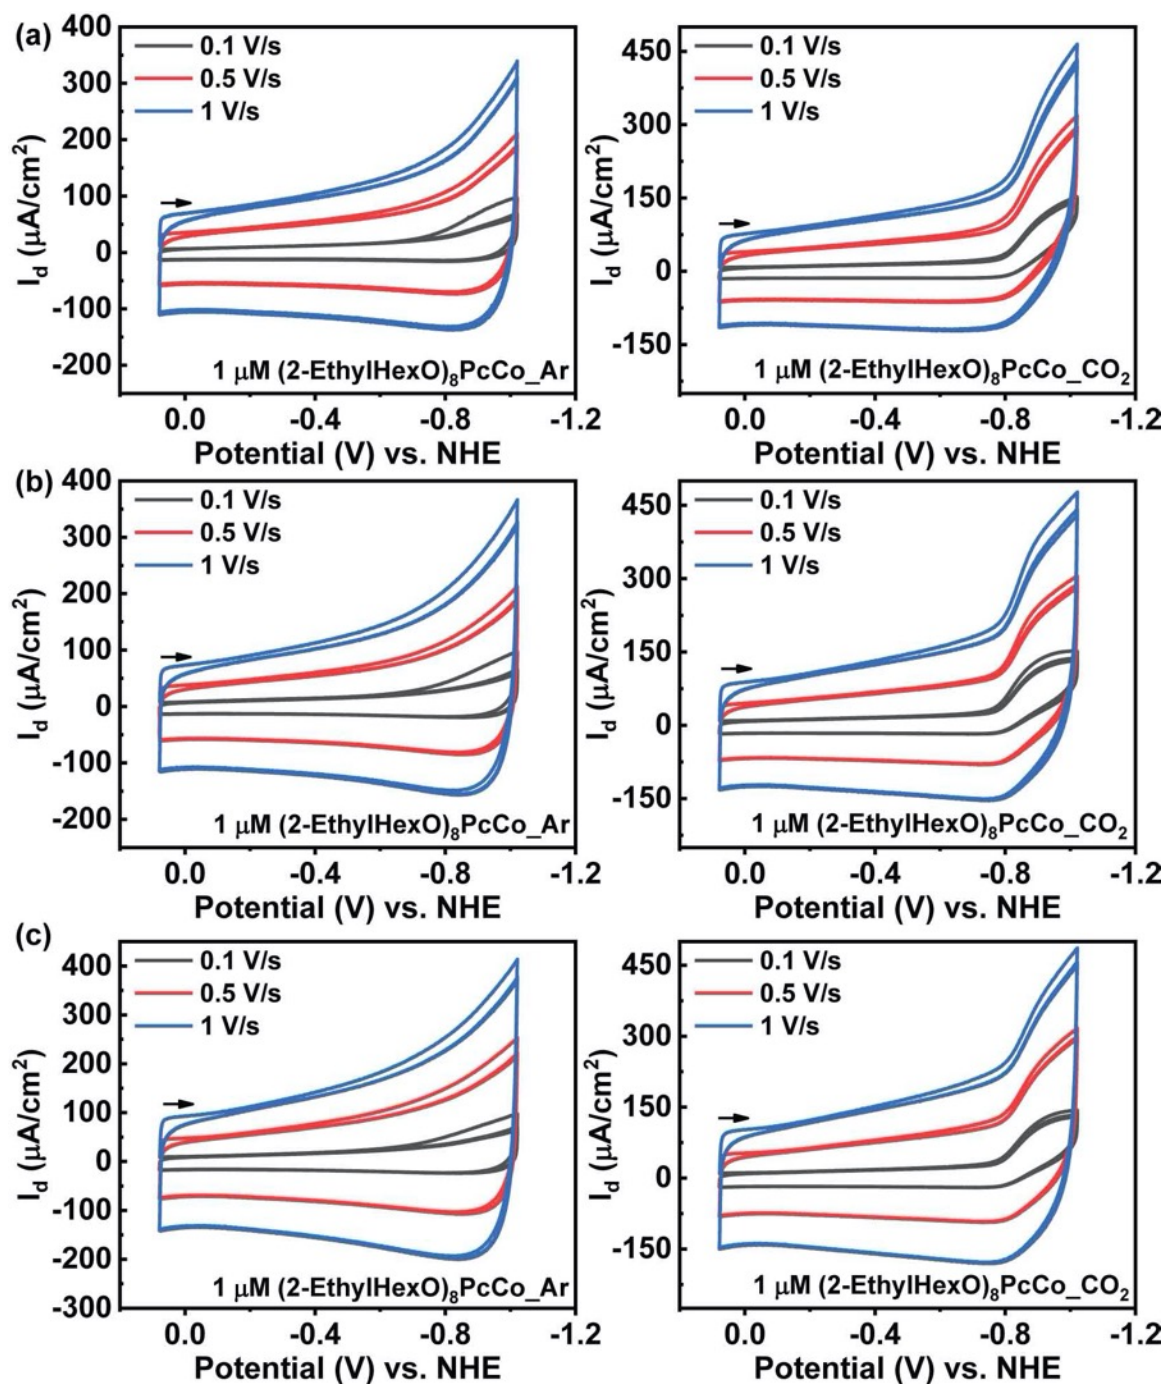 (a)
400
300
200
100
0
-100
-200
I_d (μA/cm²)
0.1 V/s
0.5 V/s
1 V/s
1 μM (2-EthylHexO)₈PcCo_Ar
0.0 -0.4 -0.8 -1.2
Potential (V) vs. NHE
450
300
150
0
-150
I_d (μA/cm²)
0.1 V/s
0.5 V/s
1 V/s
1 μM (2-EthylHexO)₈PcCo_CO₂
0.0 -0.4 -0.8 -1.2
Potential (V) vs. NHE
(b)
400
300
200
100
0
-100
-200
I_d (μA/cm²)
0.1 V/s
0.5 V/s
1 V/s
1 μM (2-EthylHexO)₈PcCo_Ar
0.0 -0.4 -0.8 -1.2
Potential (V) vs. NHE
450
300
150
0
-150
I_d (μA/cm²)
0.1 V/s
0.5 V/s
1 V/s
1 μM (2-EthylHexO)₈PcCo_CO₂
0.0 -0.4 -0.8 -1.2
Potential (V) vs. NHE
(c)
400
300
200
100
0
-100
-200
-300
I_d (μA/cm²)
0.1 V/s
0.5 V/s
1 V/s
1 μM (2-EthylHexO)₈PcCo_Ar
0.0 -0.4 -0.8 -1.2
Potential (V) vs. NHE
450
300
150
0
-150
I_d (μA/cm²)
0.1 V/s
0.5 V/s
1 V/s
1 μM (2-EthylHexO)₈PcCo_CO₂
0.0 -0.4 -0.8 -1.2
Potential (V) vs. NHE